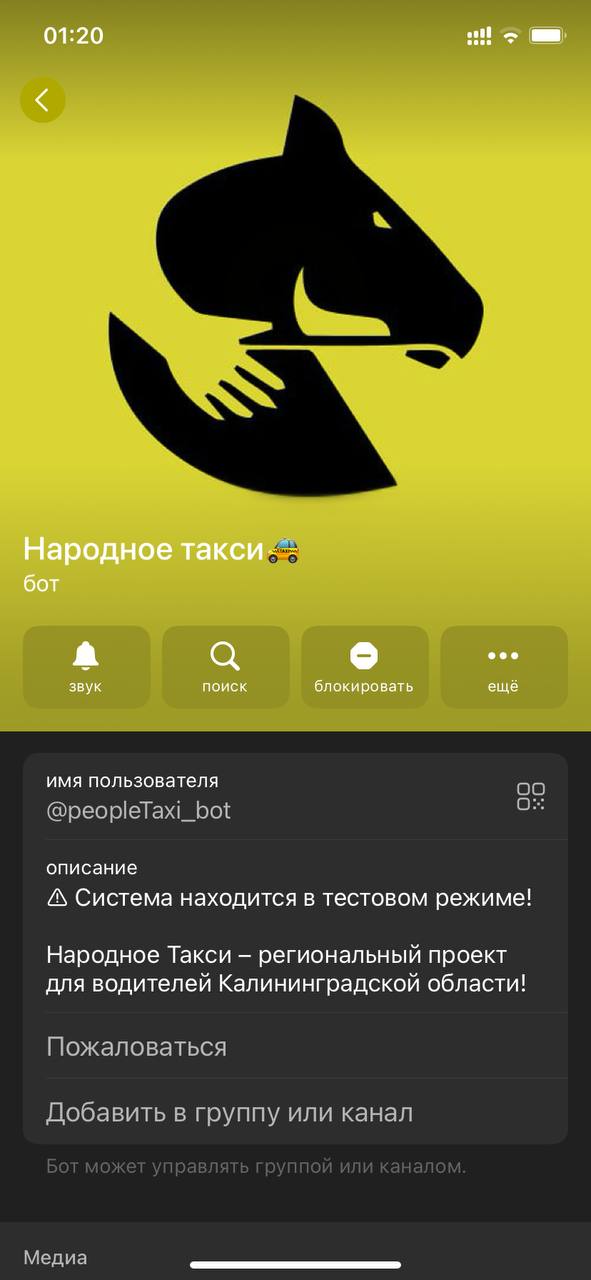 01:20
Народное такси🚕
бот
звук
поиск
блокировать
ещё
имя пользователя
@peopleTaxi_bot
описание
⚠ Система находится в тестовом режиме!
Народное Такси – региональный проект
для водителей Калининградской области!
Пожаловаться
Добавить в группу или канал
Бот может управлять группой или каналом.
Медиа